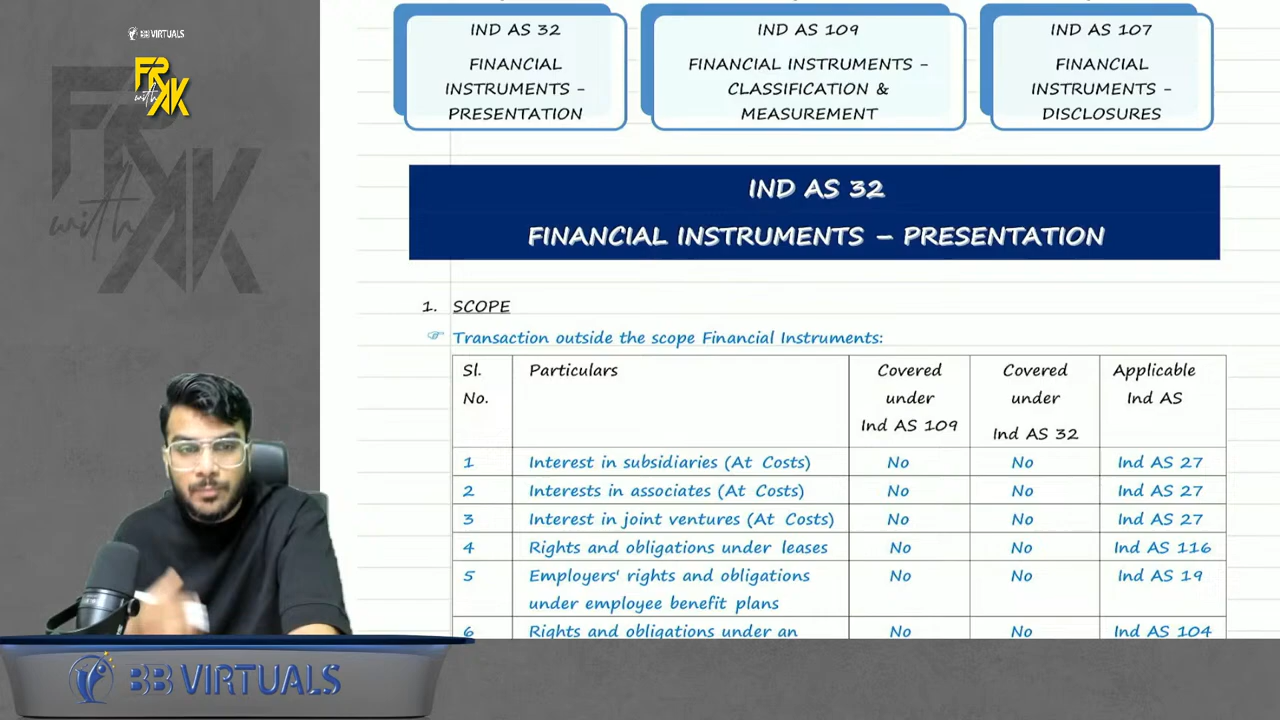 BB VIRTUALS
FR
with
AK
FR
with
AK
IND AS 32
FINANCIAL
INSTRUMENTS -
PRESENTATION
IND AS 109
FINANCIAL INSTRUMENTS -
CLASSIFICATION &
MEASUREMENT
IND AS 107
FINANCIAL
INSTRUMENTS -
DISCLOSURES
IND AS 32
FINANCIAL INSTRUMENTS – PRESENTATION
1. SCOPE
☞ Transaction outside the scope Financial Instruments:
Sl. No. Particulars Covered under Ind AS 109 Covered under Ind AS 32 Applicable Ind AS
1 Interest in subsidiaries (At Costs) No No Ind AS 27
2 Interests in associates (At Costs) No No Ind AS 27
3 Interest in joint ventures (At Costs) No No Ind AS 27
4 Rights and obligations under leases No No Ind AS 116
5 Employers' rights and obligations No No Ind AS 19
under employee benefit plans
6 Rights and obligations under an No No Ind AS 104
BB VIRTUALS